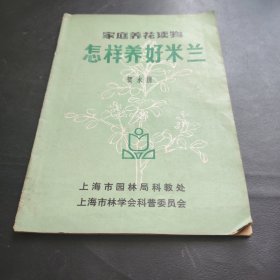 家庭养花读物
怎样养好米兰
上海市园林局科教处
上海市林学会科普委员会